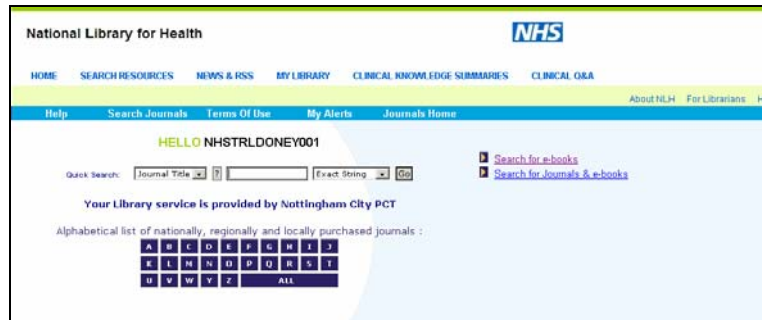 National Library for Health
NHS
HOME SEARCH RESOURCES NEWS & RSS MY LIBRARY CLINICAL KNOWLEDGE SUMMARIES CLINICAL Q&A
About NLH For Librarians H
Help Search Journals Terms Of Use My Alerts Journals Home
HELLO NHSTRLDONEY001
Quick Search: Journal Title ? Exact String Go
Search for e-books
Search for Journals & e-books
Your Library service is provided by Nottingham City PCT
Alphabetical list of nationally, regionally and locally purchased journals :
A B C D E F G H I J
K L M N O P Q R S T
U V W Y Z ALL